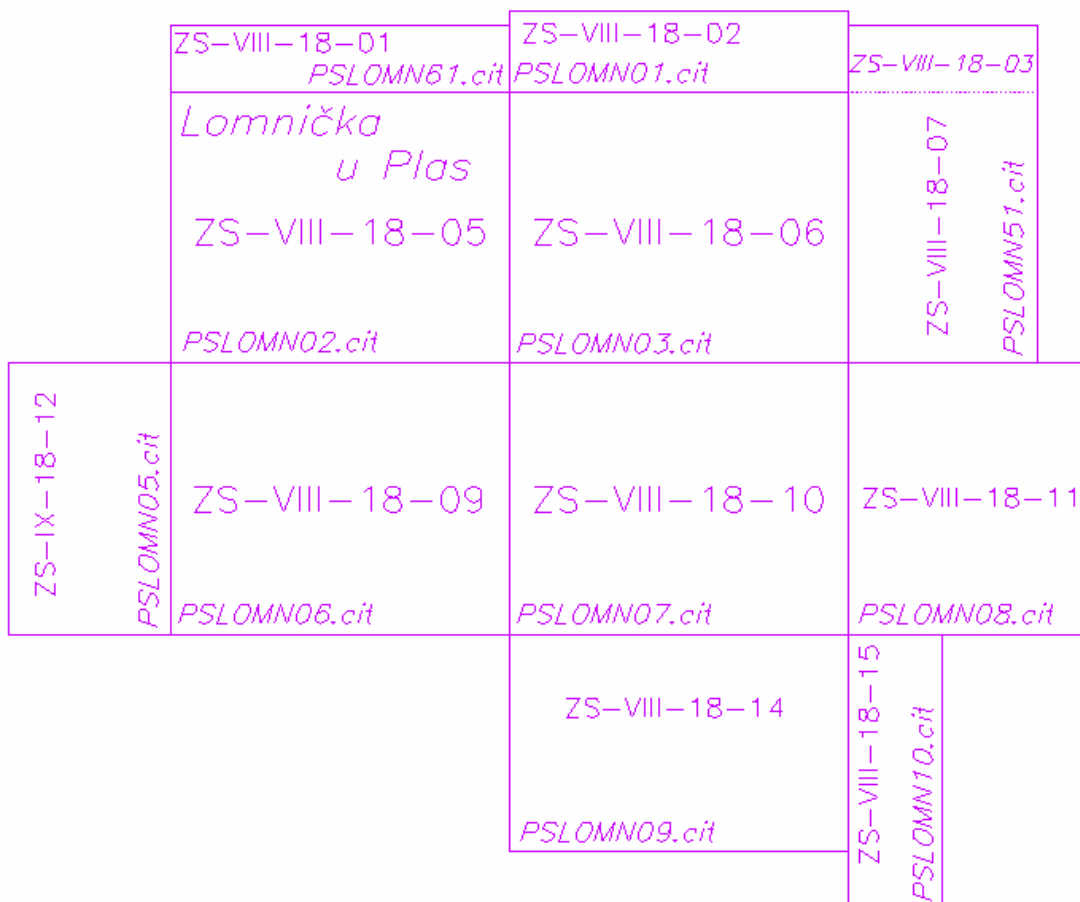 ZS-VIII-18-01
PSLOMN61.cit
ZS-VIII-18-02
PSLOMN01.cit
ZS-VIII-18-03
Lomnička
u Plas
ZS-VIII-18-05
PSLOMN02.cit
ZS-VIII-18-06
PSLOMN03.cit
ZS-VIII-18-07
PSLOMN51.cit
ZS-IX-18-12
PSLOMN05.cit
ZS-VIII-18-09
PSLOMN06.cit
ZS-VIII-18-10
PSLOMN07.cit
ZS-VIII-18-11
PSLOMN08.cit
ZS-VIII-18-14
PSLOMN09.cit
ZS-VIII-18-15
PSLOMN10.cit